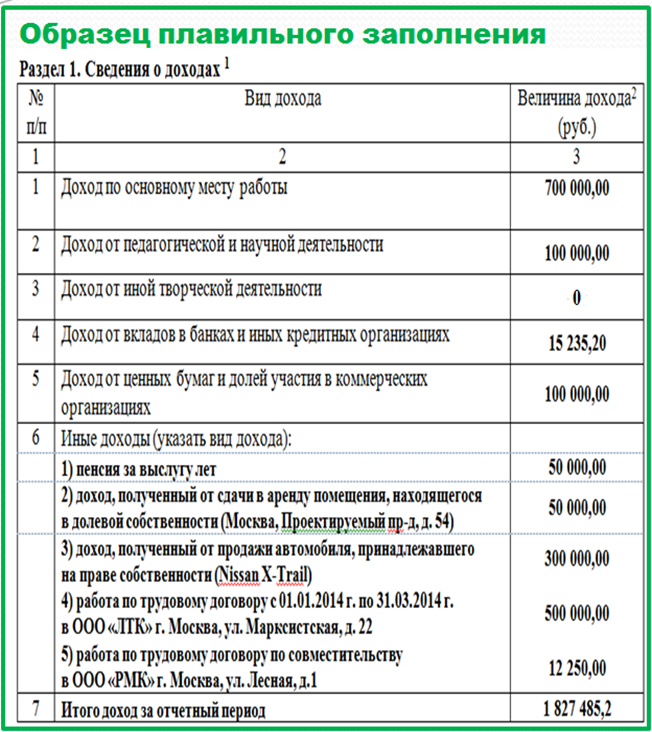 Образец плавильного заполнения
Раздел 1. Сведения о доходах 1
№ п/п Вид дохода Величина дохода2 (руб.)
1 2 3
1 Доход по основному месту работы 700 000,00
2 Доход от педагогической и научной деятельности 100 000,00
3 Доход от иной творческой деятельности 0
4 Доход от вкладов в банках и иных кредитных организациях 15 235,20
5 Доход от ценных бумаг и долей участия в коммерческих
организациях 100 000,00
6 Иные доходы (указать вид дохода):
1) пенсия за выслугу лет 50 000,00
2) доход, полученный от сдачи в аренду помещения, находящегося
в долевой собственности (Москва, Проектируемый пр-д, д. 54) 50 000,00
3) доход, полученный от продажи автомобиля, принадлежавшего
на праве собственности (Nissan X-Trail) 300 000,00
4) работа по трудовому договору с 01.01.2014 г. по 31.03.2014 г.
в ООО «ЛТК» г. Москва, ул. Марксистская, д. 22 500 000,00
5) работа по трудовому договору по совместительству
в ООО «РМК» г. Москва, ул. Лесная, д.1 12 250,00
7 Итого доход за отчетный период 1 827 485,2